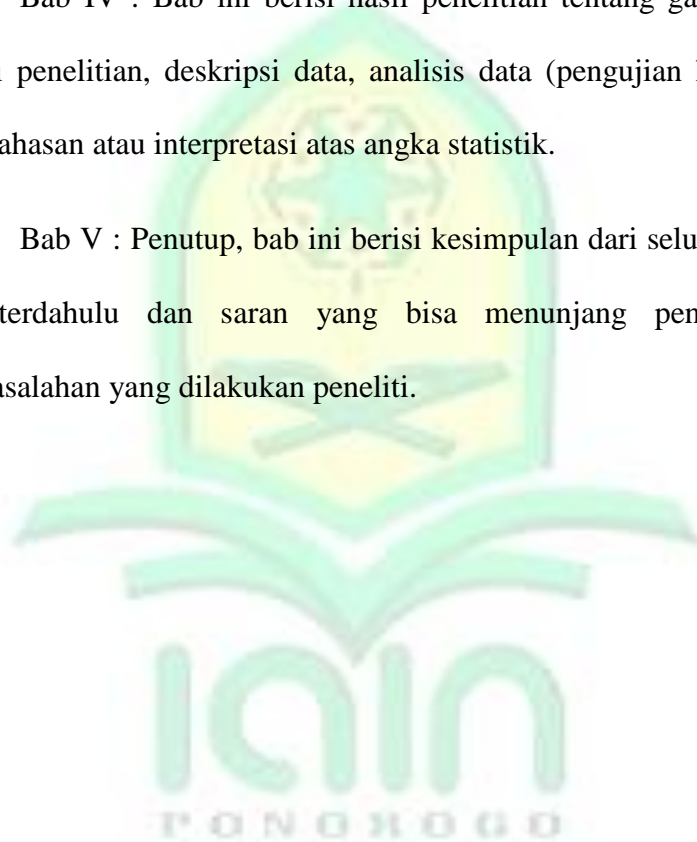 Bab IV : Bab ini berisi hasil penelitian tentang ga
i penelitian, deskripsi data, analisis data (pengujian
ahasan atau interpretasi atas angka statistik.
Bab V : Penutup, bab ini berisi kesimpulan dari selu
terdahulu dan saran yang bisa menunjang pen
asalahan yang dilakukan peneliti.
IAIN
PONOROGO